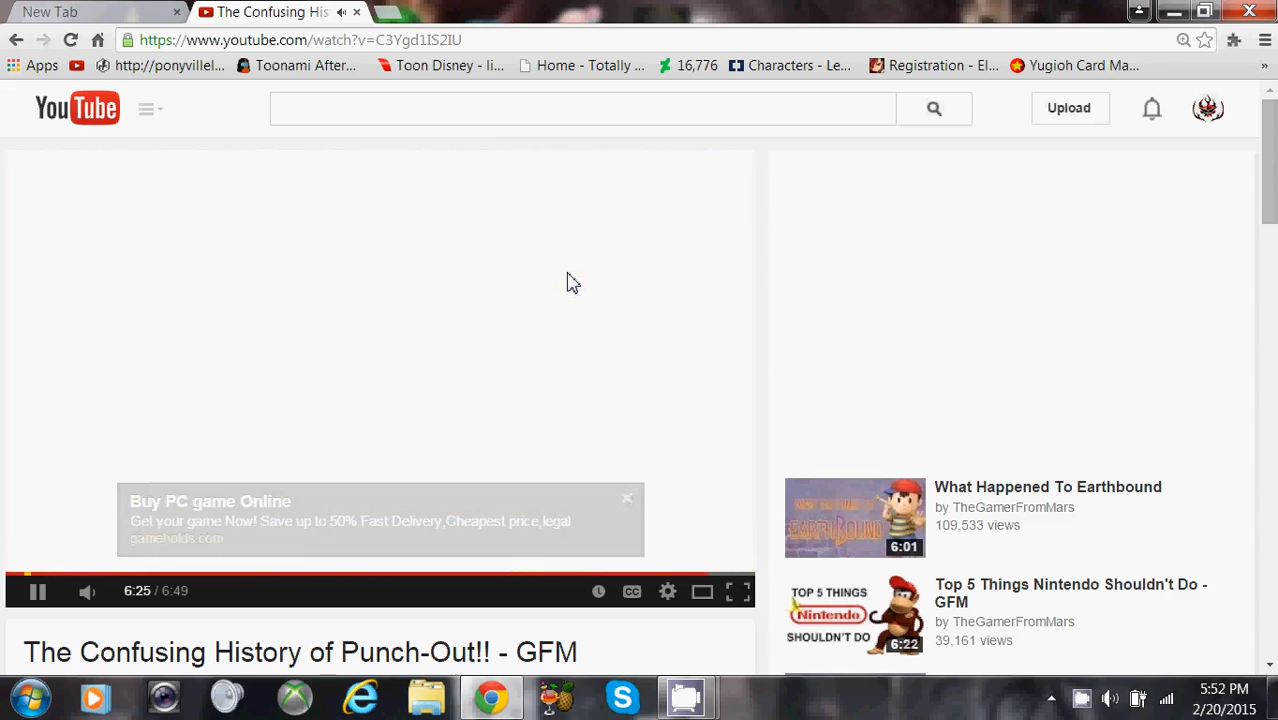 New Tab
The Confusing His
https://www.youtube.com/watch?v=C3Ygd1IS2IU
Apps
http://ponyvillel...
Toonami After...
Toon Disney - li...
Home - Totally ...
16,776
Characters - Le...
Registration - El...
Yugioh Card Ma...
»
YouTube
Upload
Buy PC game Online
Get your game Now! Save up to 50% Fast Delivery,Cheapest price,legal
gameholds.com
6:25 / 6:49
CC
The Confusing History of Punch-Out!! - GFM
EARTHBOUND
6:01
What Happened To Earthbound
by TheGamerFromMars
109,533 views
TOP 5 THINGS
Nintendo
SHOULDN'T DO
6:22
Top 5 Things Nintendo Shouldn't Do -
GFM
by TheGamerFromMars
39,161 views
5:52 PM
2/20/2015